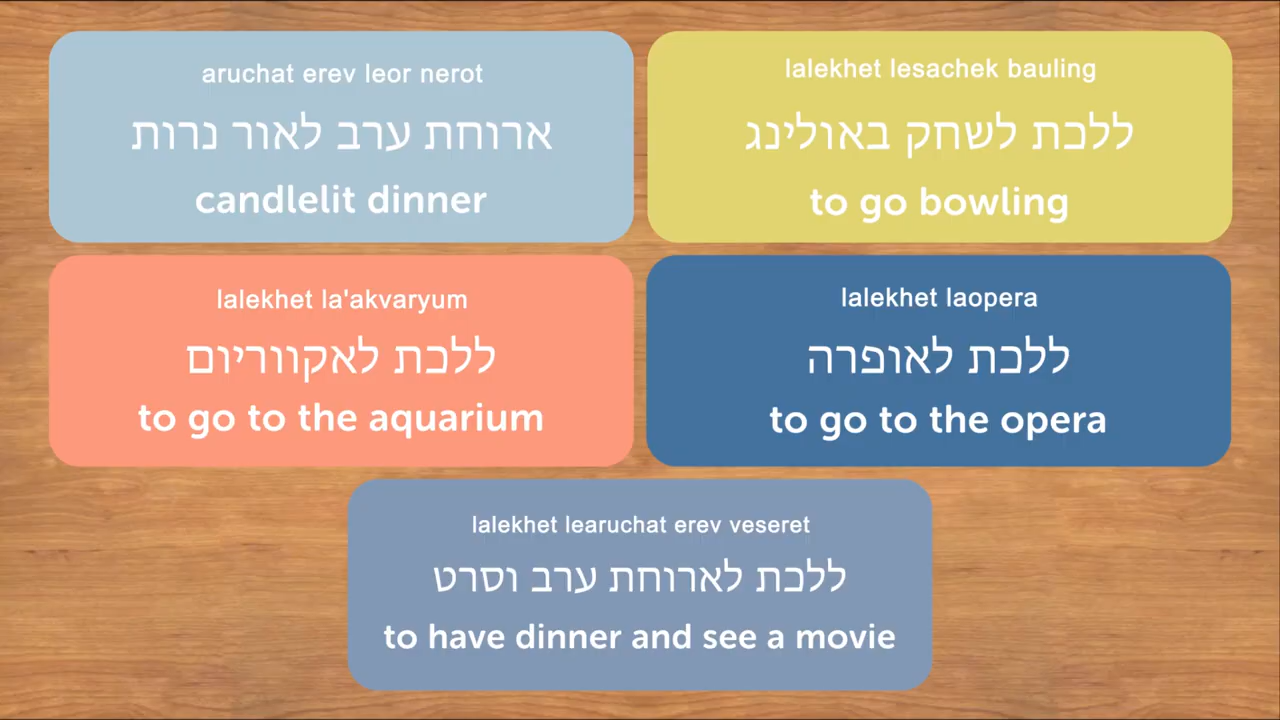 aruchat erev leor nerot
ארוחת ערב לאור נרות
candlelit dinner
lalekhet lesachek bauling
ללכת לשחק באולינג
to go bowling
lalekhet la'akvaryum
ללכת לאקווריום
to go to the aquarium
lalekhet laopera
ללכת לאופרה
to go to the opera
lalekhet learuchat erev veseret
ללכת לארוחת ערב וסרט
to have dinner and see a movie